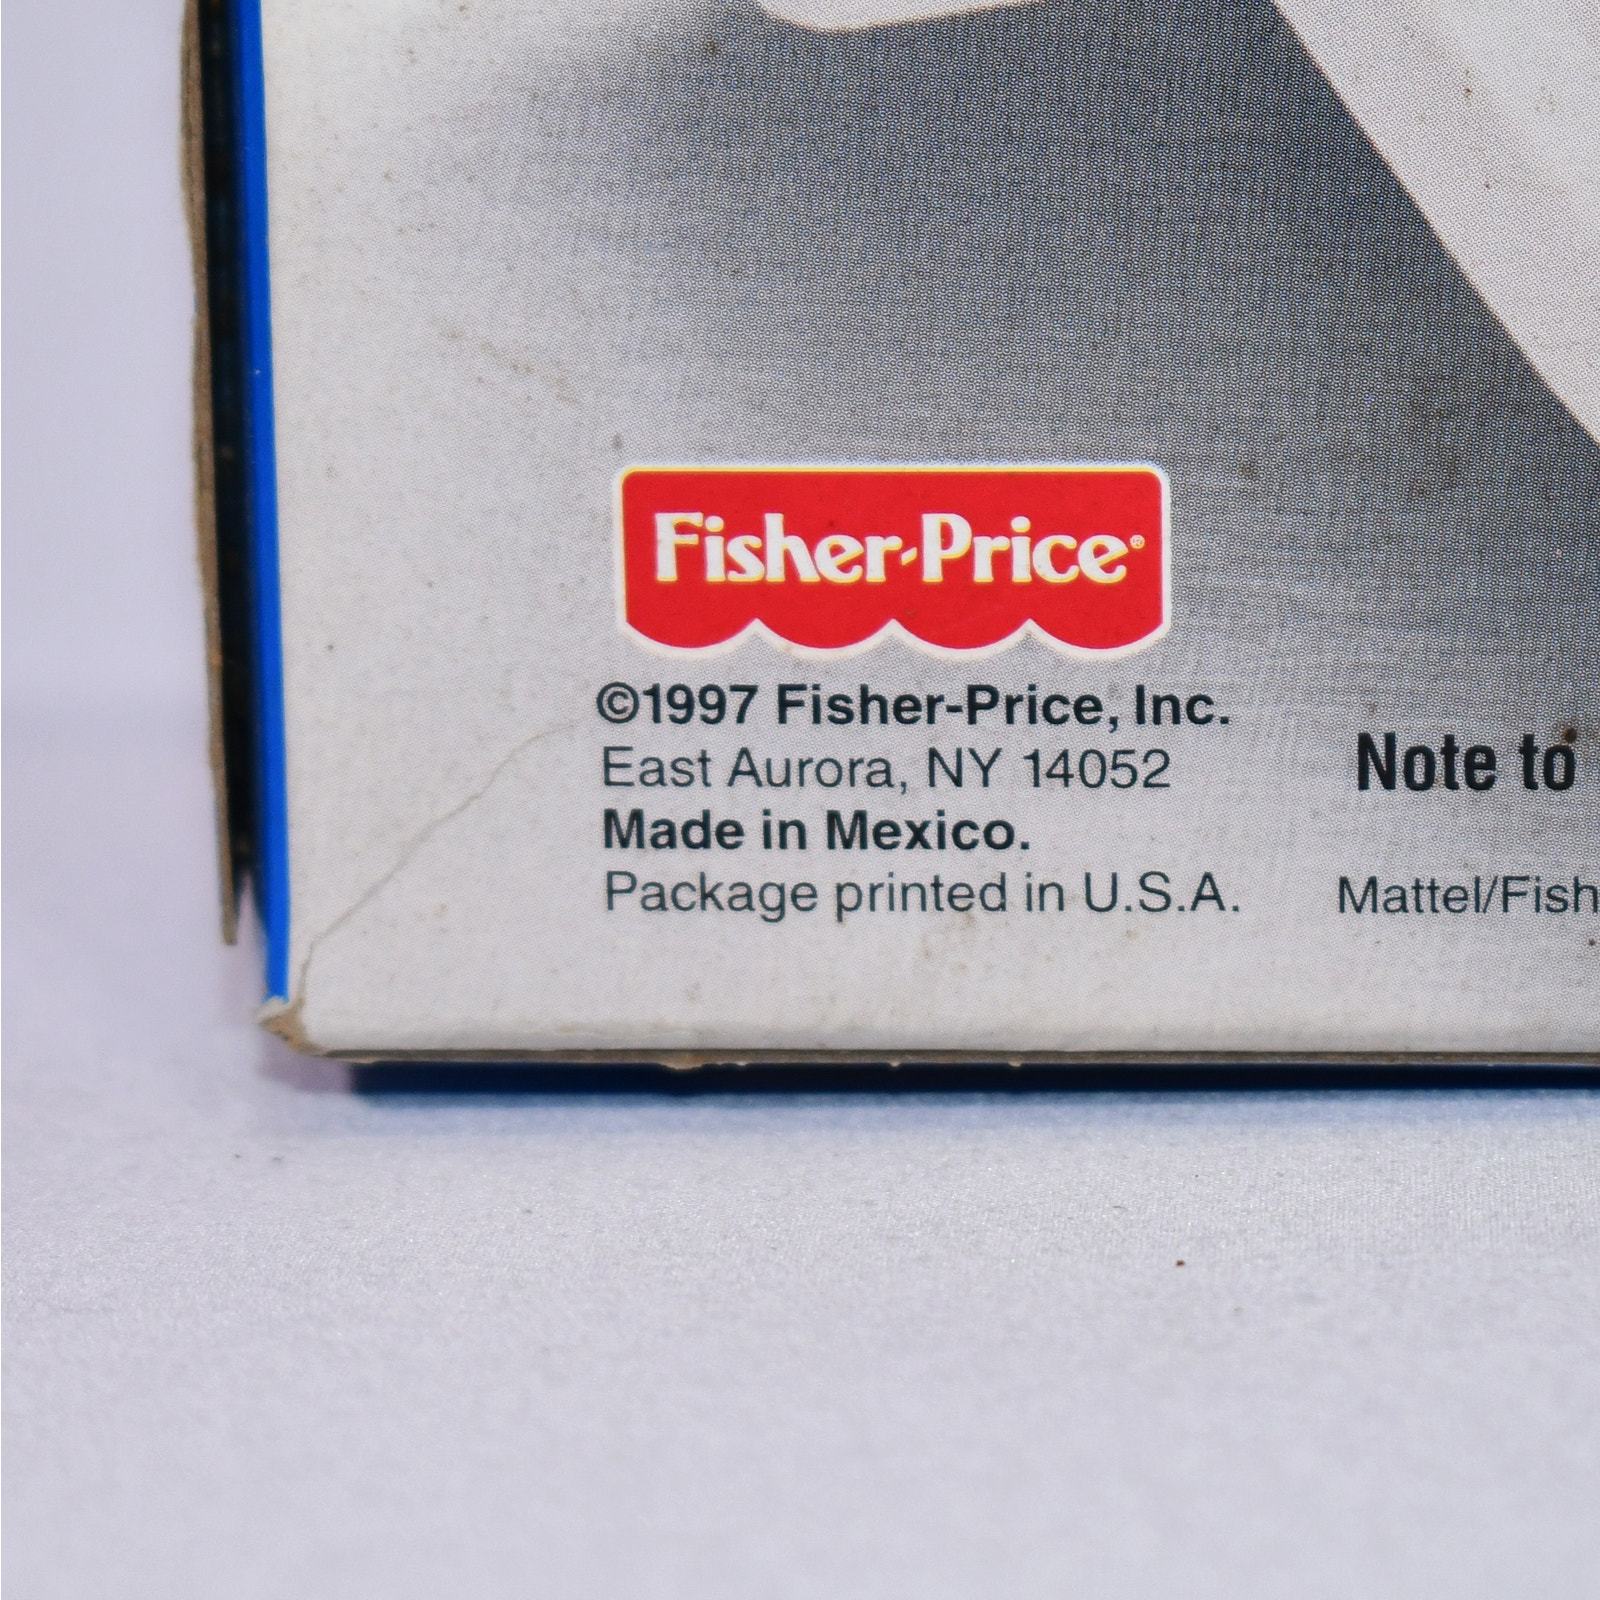 Fisher-Price®
©1997 Fisher-Price, Inc.
East Aurora, NY 14052
Made in Mexico.
Package printed in U.S.A.
Note to
Mattel/Fish